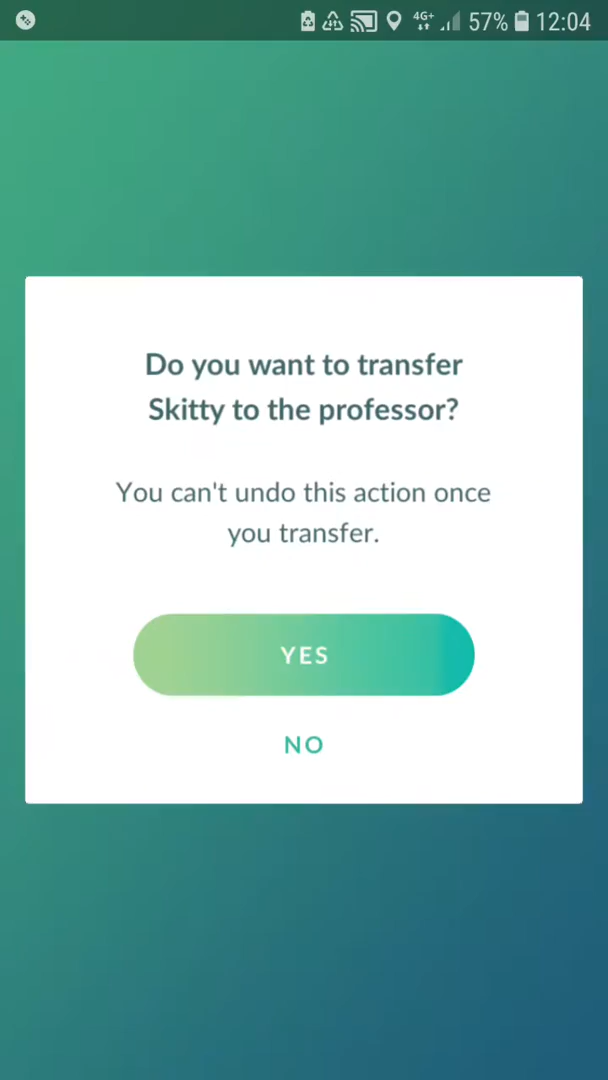 4G+ 57% 12:04
Do you want to transfer
Skitty to the professor?
You can't undo this action once
you transfer.
YES
NO